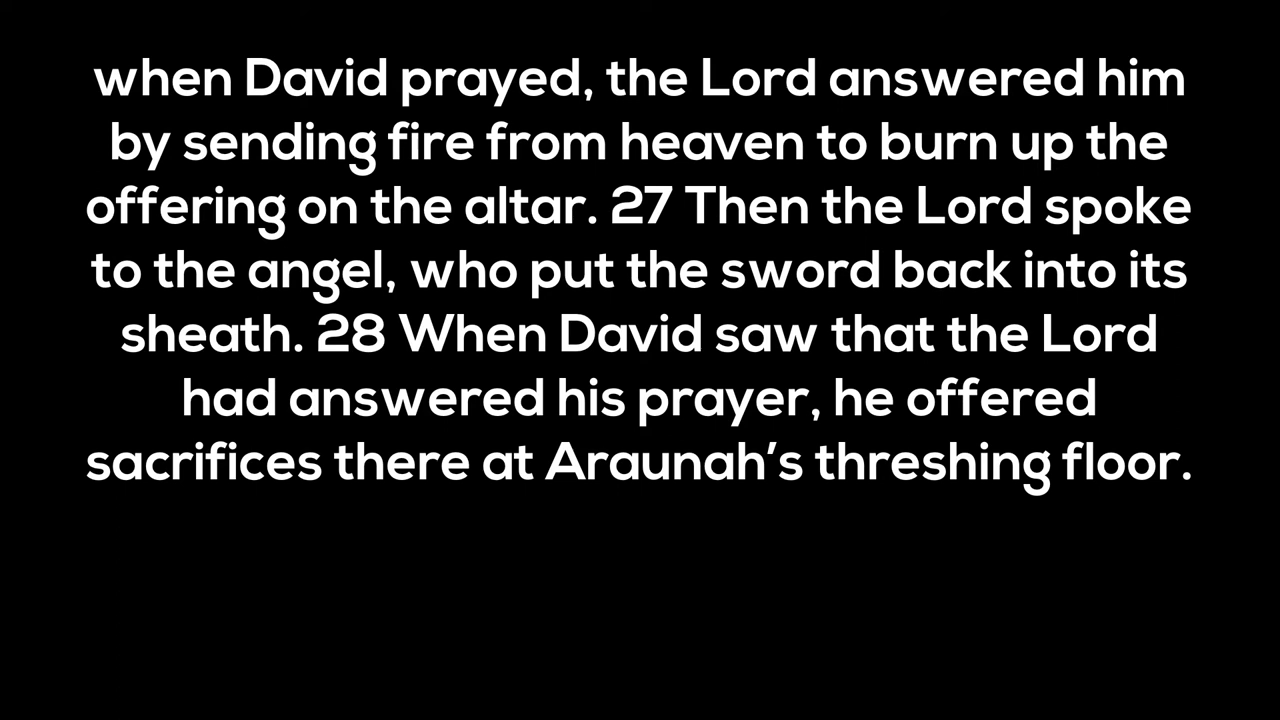 when David prayed, the Lord answered him
by sending fire from heaven to burn up the
offering on the altar. 27 Then the Lord spoke
to the angel, who put the sword back into its
sheath. 28 When David saw that the Lord
had answered his prayer, he offered
sacrifices there at Araunah’s threshing floor.